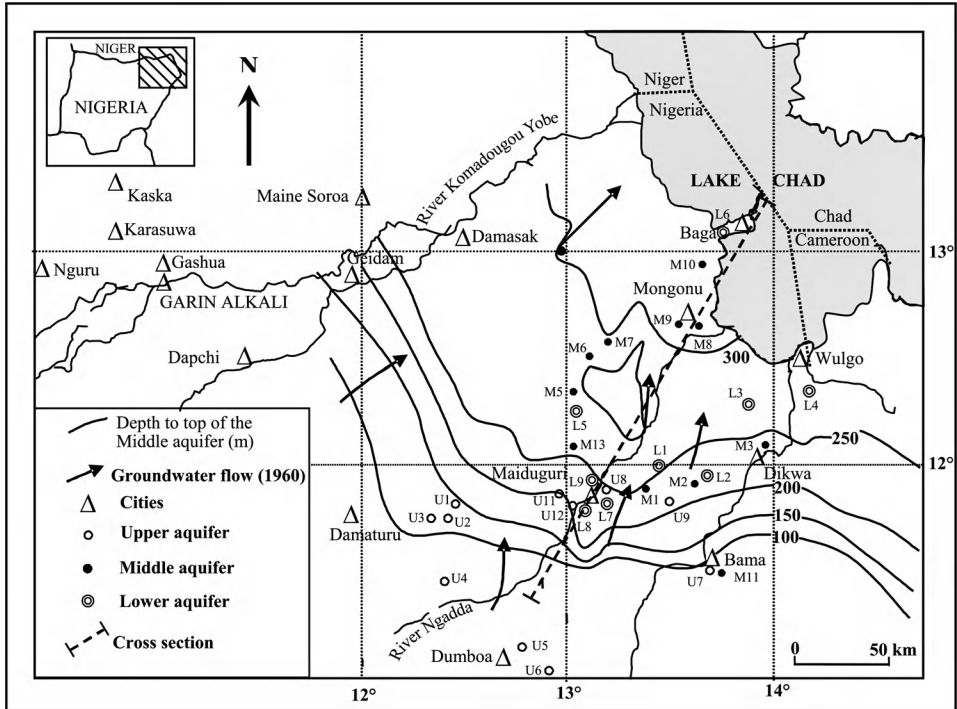 NIGER
NIGERIA
N
Kaska
Karasuwa
Nguru
Gashua
GARIN ALKALI
Dapchi
Maine Soroa
Geidam
River Komadougou Yobe
Damasak
Niger
Nigeria
LAKE CHAD
Chad
Cameroon
L6
Baga
M10
Mongonu
M9
M8
M7
M6
M5
L5
M13
300
Wulgo
L4
L3
250
L1
M3
Dikwa
M2
L2
200
Maiduguri
L9
U8
U11
U12
L8
L7
M1
U9
150
100
U1
U3
U2
Damaturu
U4
Bama
U7
M11
River Ngadda
U5
Dumboa
U6
13°
12°
Depth to top of the
Middle aquifer (m)
Groundwater flow (1960)
Cities
Upper aquifer
Middle aquifer
Lower aquifer
Cross section
0 50 km
12° 13° 14°